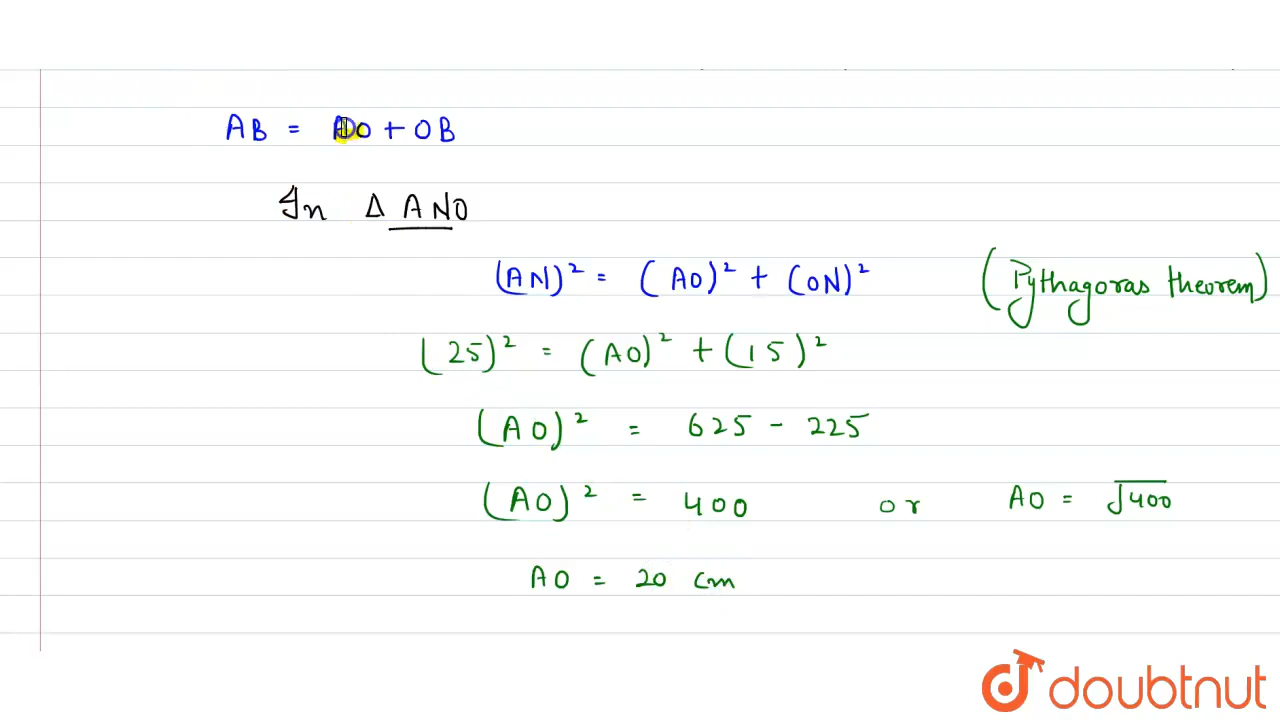 AB = AO + OB
In Δ ANO
(AN)² = (AO)² + (ON)² (Pythagoras theorem)
(25)² = (AO)² + (15)²
(AO)² = 625 - 225
(AO)² = 400 or AO = √400
AO = 20 cm
doubtnut